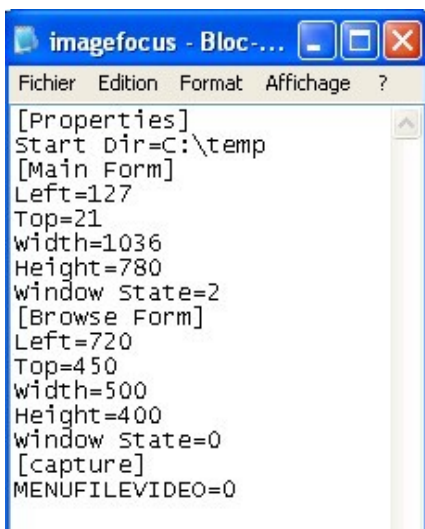 imagefocus - Bloc-...
Fichier Edition Format Affichage ?
[Properties]
Start Dir=C:\temp
[Main Form]
Left=127
Top=21
Width=1036
Height=780
Window State=2
[Browse Form]
Left=720
Top=450
Width=500
Height=400
Window State=0
[capture]
MENUFILEVIDEO=0